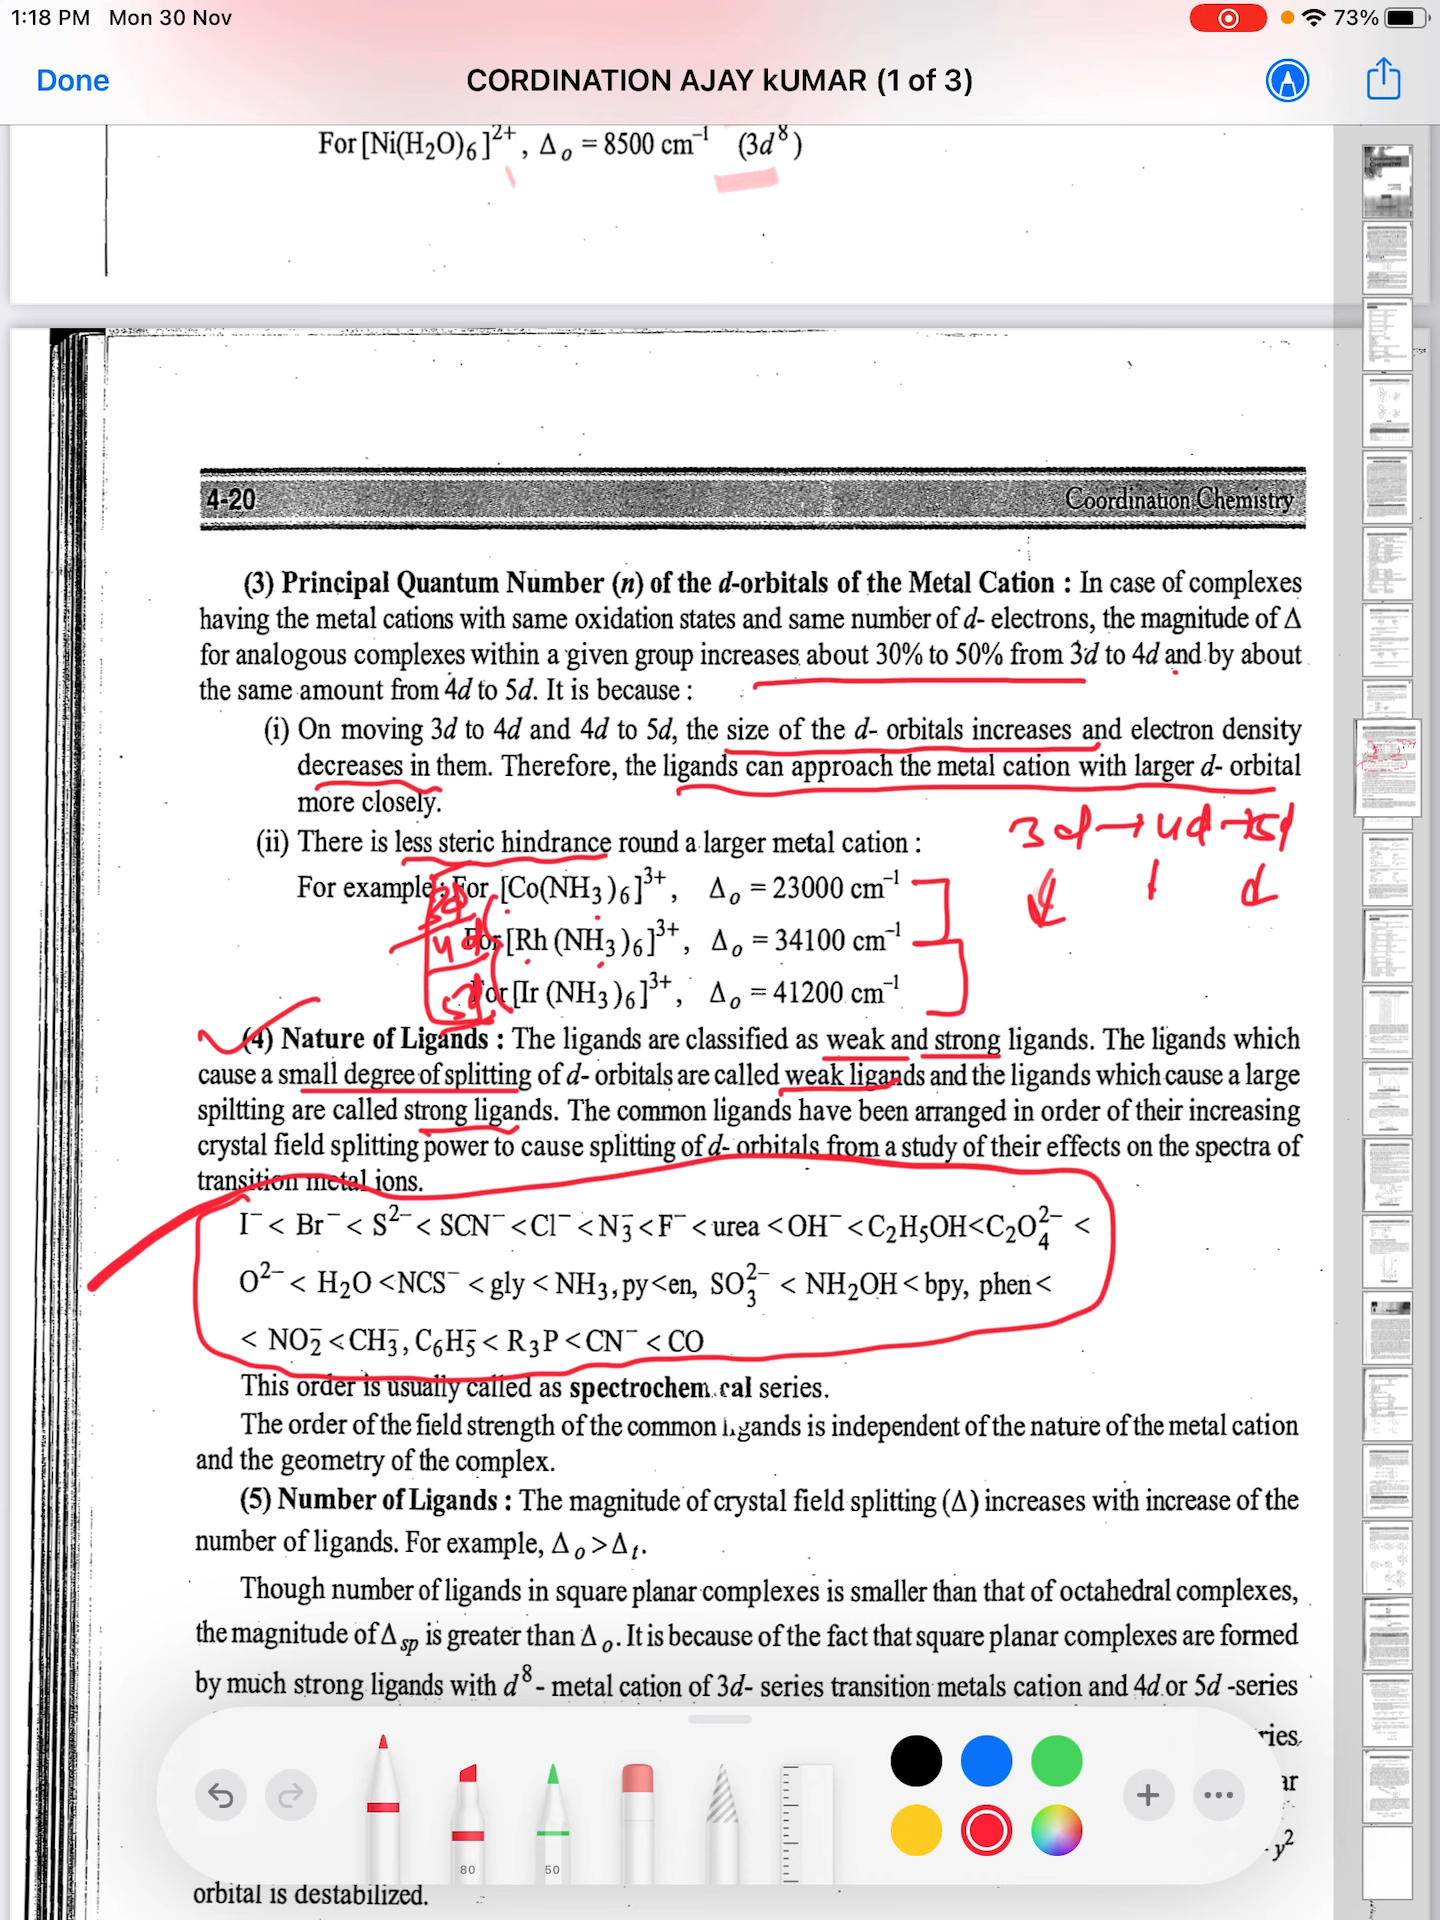 1:18 PM Mon 30 Nov
73%
Done
CORDINATION AJAY kUMAR (1 of 3)
For [Ni(H₂O)₆]²⁺, Δₒ = 8500 cm⁻¹ (3d⁸)
4-20
Coordination Chemistry
(3) Principal Quantum Number (n) of the d-orbitals of the Metal Cation : In case of complexes
having the metal cations with same oxidation states and same number of d- electrons, the magnitude of Δ
for analogous complexes within a given group increases about 30% to 50% from 3d to 4d and by about
the same amount from 4d to 5d. It is because :
(i) On moving 3d to 4d and 4d to 5d, the size of the d- orbitals increases and electron density
decreases in them. Therefore, the ligands can approach the metal cation with larger d- orbital
more closely.
3d→4d→5d
(ii) There is less steric hindrance round a larger metal cation :
For example : For [Co(NH₃)₆]³⁺, Δₒ = 23000 cm⁻¹
3d
For [Rh (NH₃)₆]³⁺, Δₒ = 34100 cm⁻¹
4d
For [Ir (NH₃)₆]³⁺, Δₒ = 41200 cm⁻¹
5d
(4) Nature of Ligands : The ligands are classified as weak and strong ligands. The ligands which
cause a small degree of splitting of d- orbitals are called weak ligands and the ligands which cause a large
spiltting are called strong ligands. The common ligands have been arranged in order of their increasing
crystal field splitting power to cause splitting of d- orbitals from a study of their effects on the spectra of
transition metal ions.
I⁻ < Br⁻ < S²⁻ < SCN⁻ < Cl⁻ < N₃⁻ < F⁻ < urea < OH⁻ < C₂H₅OH < C₂O₄²⁻ <
O²⁻ < H₂O < NCS⁻ < gly < NH₃, py < en, SO₃²⁻ < NH₂OH < bpy, phen <
< NO₂⁻ < CH₃⁻, C₆H₅⁻ < R₃P < CN⁻ < CO
This order is usually called as spectrochemical series.
The order of the field strength of the common ligands is independent of the nature of the metal cation
and the geometry of the complex.
(5) Number of Ligands : The magnitude of crystal field splitting (Δ) increases with increase of the
number of ligands. For example, Δₒ > Δₜ.
Though number of ligands in square planar complexes is smaller than that of octahedral complexes,
the magnitude of Δsp is greater than Δₒ. It is because of the fact that square planar complexes are formed
by much strong ligands with d⁸ - metal cation of 3d- series transition metals cation and 4d or 5d -series
ries
ar
- y²
80
50
orbital is destabilized.